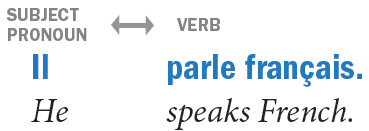 SUBJECT
PRONOUN
VERB
Il parle français.
He speaks French.